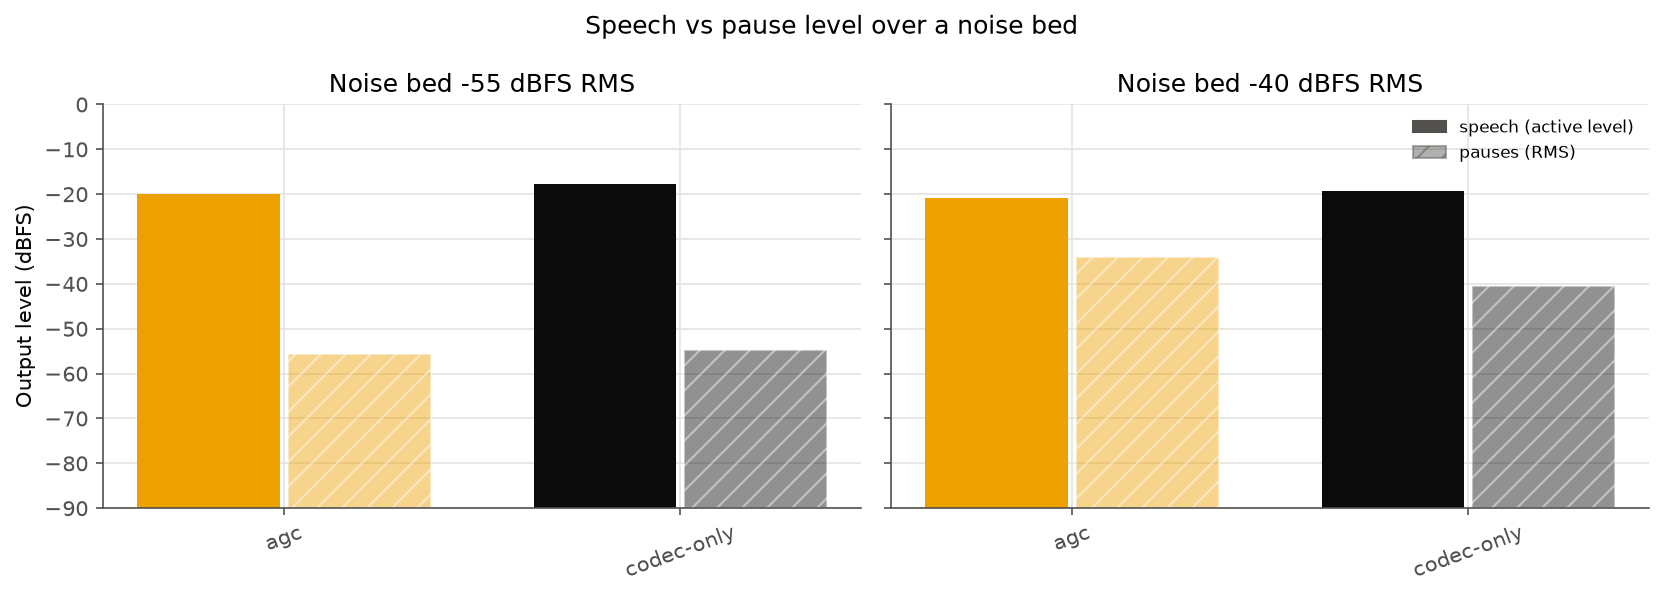 Speech vs pause level over a noise bed
Noise bed -55 dBFS RMS
Noise bed -40 dBFS RMS
Output level (dBFS)
0
−10
−20
−30
−40
−50
−60
−70
−80
−90
speech (active level)
pauses (RMS)
agc
codec-only
agc
codec-only